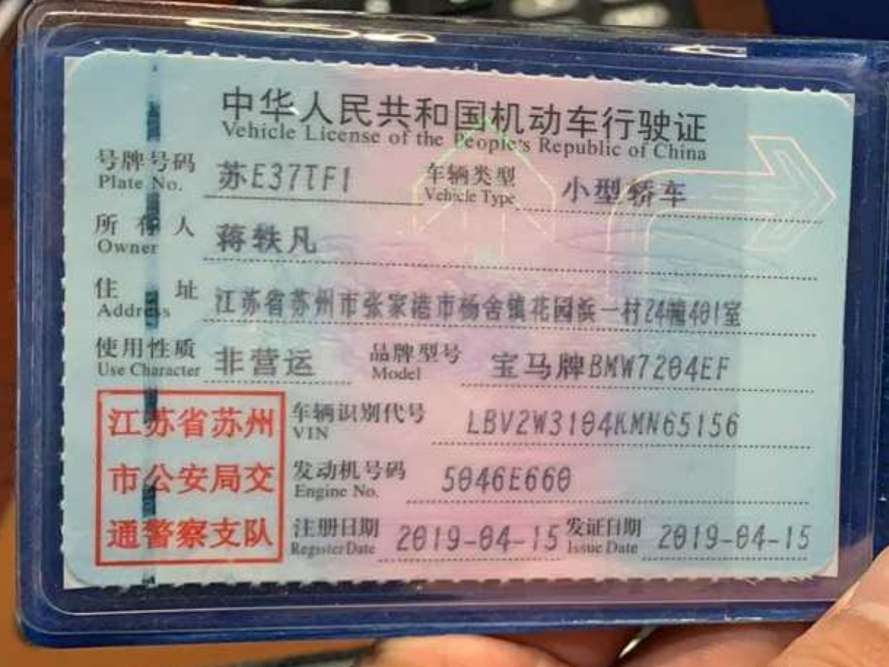 中华人民共和国机动车行驶证
Vehicle License of the People's Republic of China
号牌号码 苏E37TF1 车辆类型 小型轿车
Plate No. Vehicle Type
所有人 蒋轶凡
Owner
住址 江苏省苏州市张家港市杨舍镇花园浜一村24幢401室
Address
使用性质 非营运 品牌型号 宝马牌BMW7204EF
Use Character Model
江苏省苏州 车辆识别代号 LBV2W3104KMN65156
VIN
市公安局交 发动机号码 5046E660
Engine No.
通警察支队 注册日期 2019-04-15 发证日期 2019-04-15
Register Date Issue Date